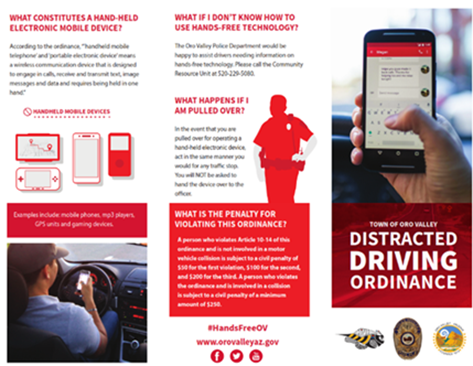 WHAT CONSTITUTES A HAND-HELD
ELECTRONIC MOBILE DEVICE?
According to the ordinance, "'handheld mobile
telephone' and 'portable electronic device' means
a wireless communication device that is designed
to engage in calls, receive and transmit text, image
messages and data and requires being held in one
hand."
HANDHELD MOBILE DEVICES
Examples include: mobile phones, mp3 players,
GPS units and gaming devices.
WHAT IF I DON'T KNOW HOW TO
USE HANDS-FREE TECHNOLOGY?
The Oro Valley Police Department would be
happy to assist drivers needing information on
hands-free technology. Please call the Community
Resource Unit at 520-229-5080.
WHAT HAPPENS IF I
AM PULLED OVER?
In the event that you are
pulled over for operating a
hand-held electronic device,
act in the same manner you
would for any traffic stop.
You will NOT be asked to
hand the device over to the
officer.
WHAT IS THE PENALTY FOR
VIOLATING THIS ORDINANCE?
A person who violates Article 10-14 of this
ordinance and is not involved in a motor
vehicle collision is subject to a civil penalty of
$50 for the first violation, $100 for the second,
and $200 for the third. A person who violates
the ordinance and is involved in a collision
is subject to a civil penalty of a minimum
amount of $250.
#HandsFreeOV
www.orovalleyaz.gov
TOWN OF ORO VALLEY
DISTRACTED
DRIVING
ORDINANCE